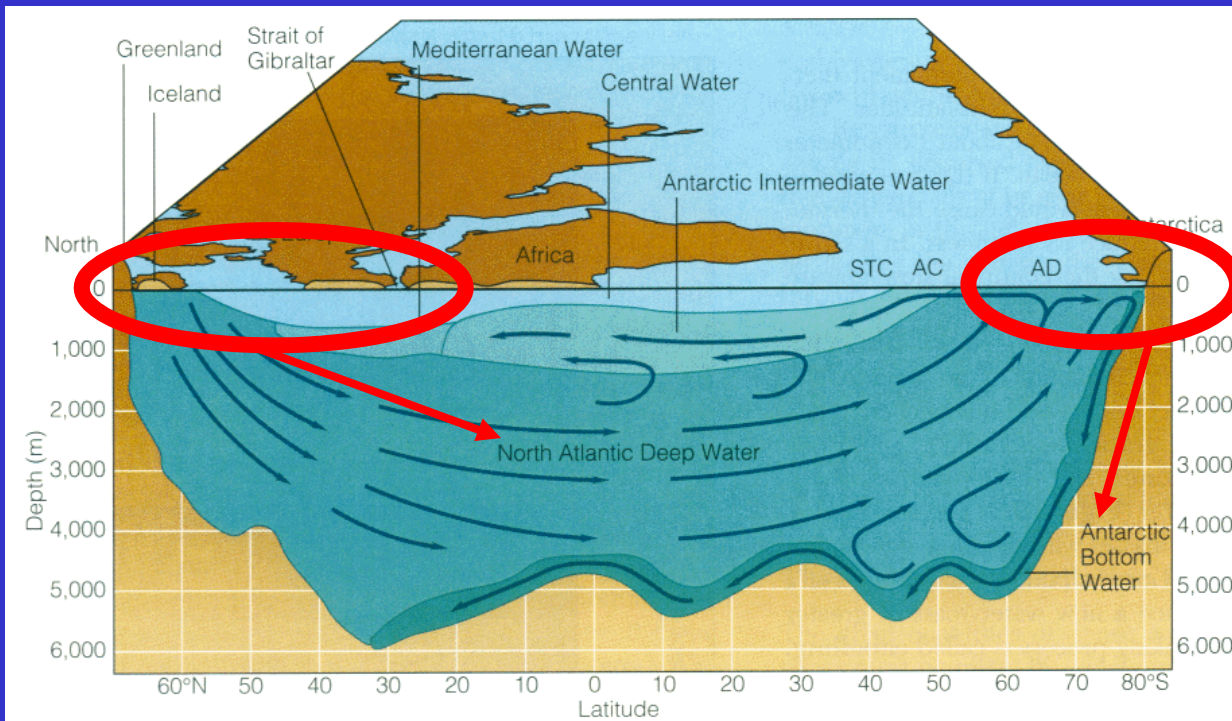 Greenland
Strait of
Gibraltar
Mediterranean Water
Iceland
Central Water
Antarctic Intermediate Water
North
Africa
STC
AC
AD
0
1,000
2,000
3,000
4,000
5,000
6,000
Depth (m)
North Atlantic Deep Water
Antarctic
Bottom
Water
0
1,000
2,000
3,000
4,000
5,000
6,000
60°N 50 40 30 20 10 0 10 20 30 40 50 60 70 80°S
Latitude